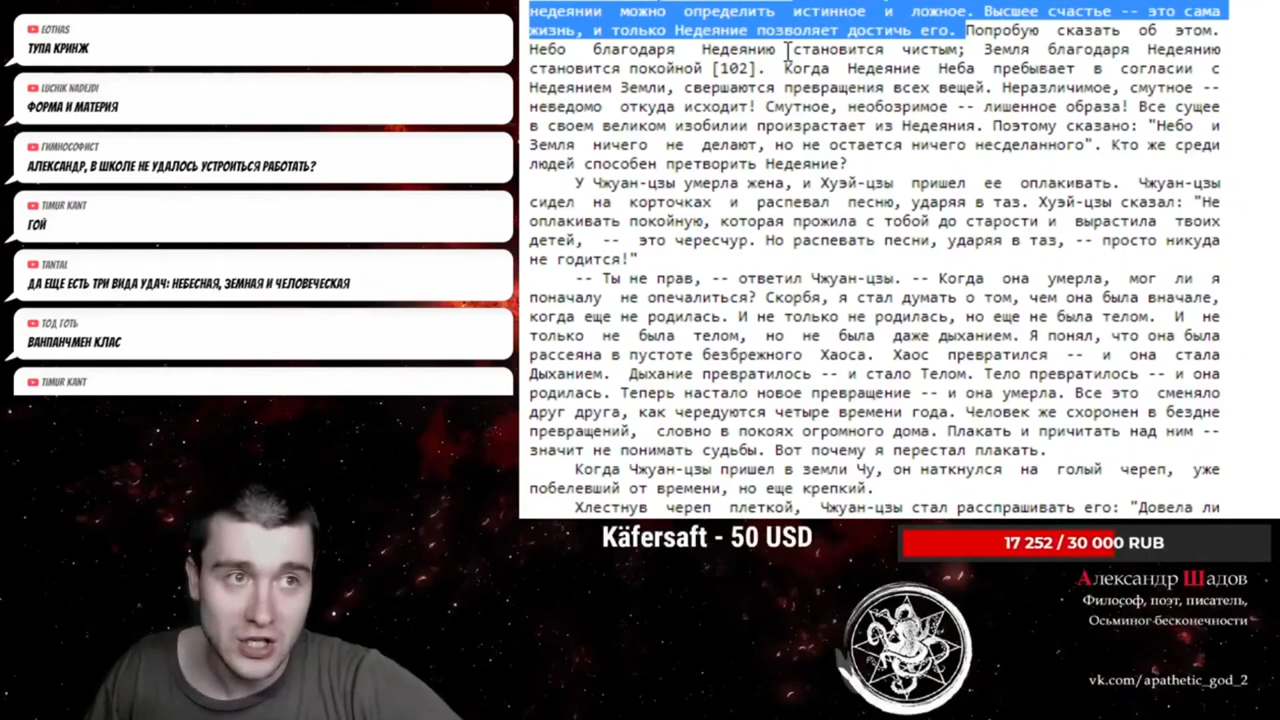 EOTHAS
ТУПА КРИНЖ
LUCHIK NADEJDI
ФОРМА И МАТЕРИЯ
ГИМНОСОФИСТ
АЛЕКСАНДР, В ШКОЛЕ НЕ УДАЛОСЬ УСТРОИТЬСЯ РАБОТАТЬ?
TIMUR KANT
ГОЙ
TANTAL
ДА ЕЩЕ ЕСТЬ ТРИ ВИДА УДАЧ: НЕБЕСНАЯ, ЗЕМНАЯ И ЧЕЛОВЕЧЕСКАЯ
ТОД ГОТЬ
ВАНПАНЧМЕН КЛАС
TIMUR KANT
недеянии можно определить истинное и ложное. Высшее счастье -- это сама
жизнь, и только Недеяние позволяет достичь его. Попробую сказать об этом.
Небо благодаря Недеянию становится чистым; Земля благодаря Недеянию
становится покойной [102]. Когда Недеяние Неба пребывает в согласии с
Недеянием Земли, свершаются превращения всех вещей. Неразличимое, смутное --
неведомо откуда исходит! Смутное, необозримое -- лишенное образа! Все сущее
в своем великом изобилии произрастает из Недеяния. Поэтому сказано: "Небо и
Земля ничего не делают, но не остается ничего несделанного". Кто же среди
людей способен претворить Недеяние?
У Чжуан-цзы умерла жена, и Хуэй-цзы пришел ее оплакивать. Чжуан-цзы
сидел на корточках и распевал песню, ударяя в таз. Хуэй-цзы сказал: "Не
оплакивать покойную, которая прожила с тобой до старости и вырастила твоих
детей, -- это чересчур. Но распевать песни, ударяя в таз, -- просто никуда
не годится!"
-- Ты не прав, -- ответил Чжуан-цзы. -- Когда она умерла, мог ли я
поначалу не опечалиться? Скорбя, я стал думать о том, чем она была вначале,
когда еще не родилась. И не только не родилась, но еще не была телом. И не
только не была телом, но не была даже дыханием. Я понял, что она была
рассеяна в пустоте безбрежного Хаоса. Хаос превратился -- и она стала
Дыханием. Дыхание превратилось -- и стало Телом. Тело превратилось -- и она
родилась. Теперь настало новое превращение -- и она умерла. Все это сменяло
друг друга, как чередуются четыре времени года. Человек же схоронен в бездне
превращений, словно в покоях огромного дома. Плакать и причитать над ним --
значит не понимать судьбы. Вот почему я перестал плакать.
Когда Чжуан-цзы пришел в земли Чу, он наткнулся на голый череп, уже
побелевший от времени, но еще крепкий.
Хлестнув череп плеткой, Чжуан-цзы стал расспрашивать его: "Довела ли
Käfersaft - 50 USD
17 252 / 30 000 RUB
Александр Шадов
Философ, поэт, писатель,
Осьминог бесконечности
vk.com/apathetic_god_2